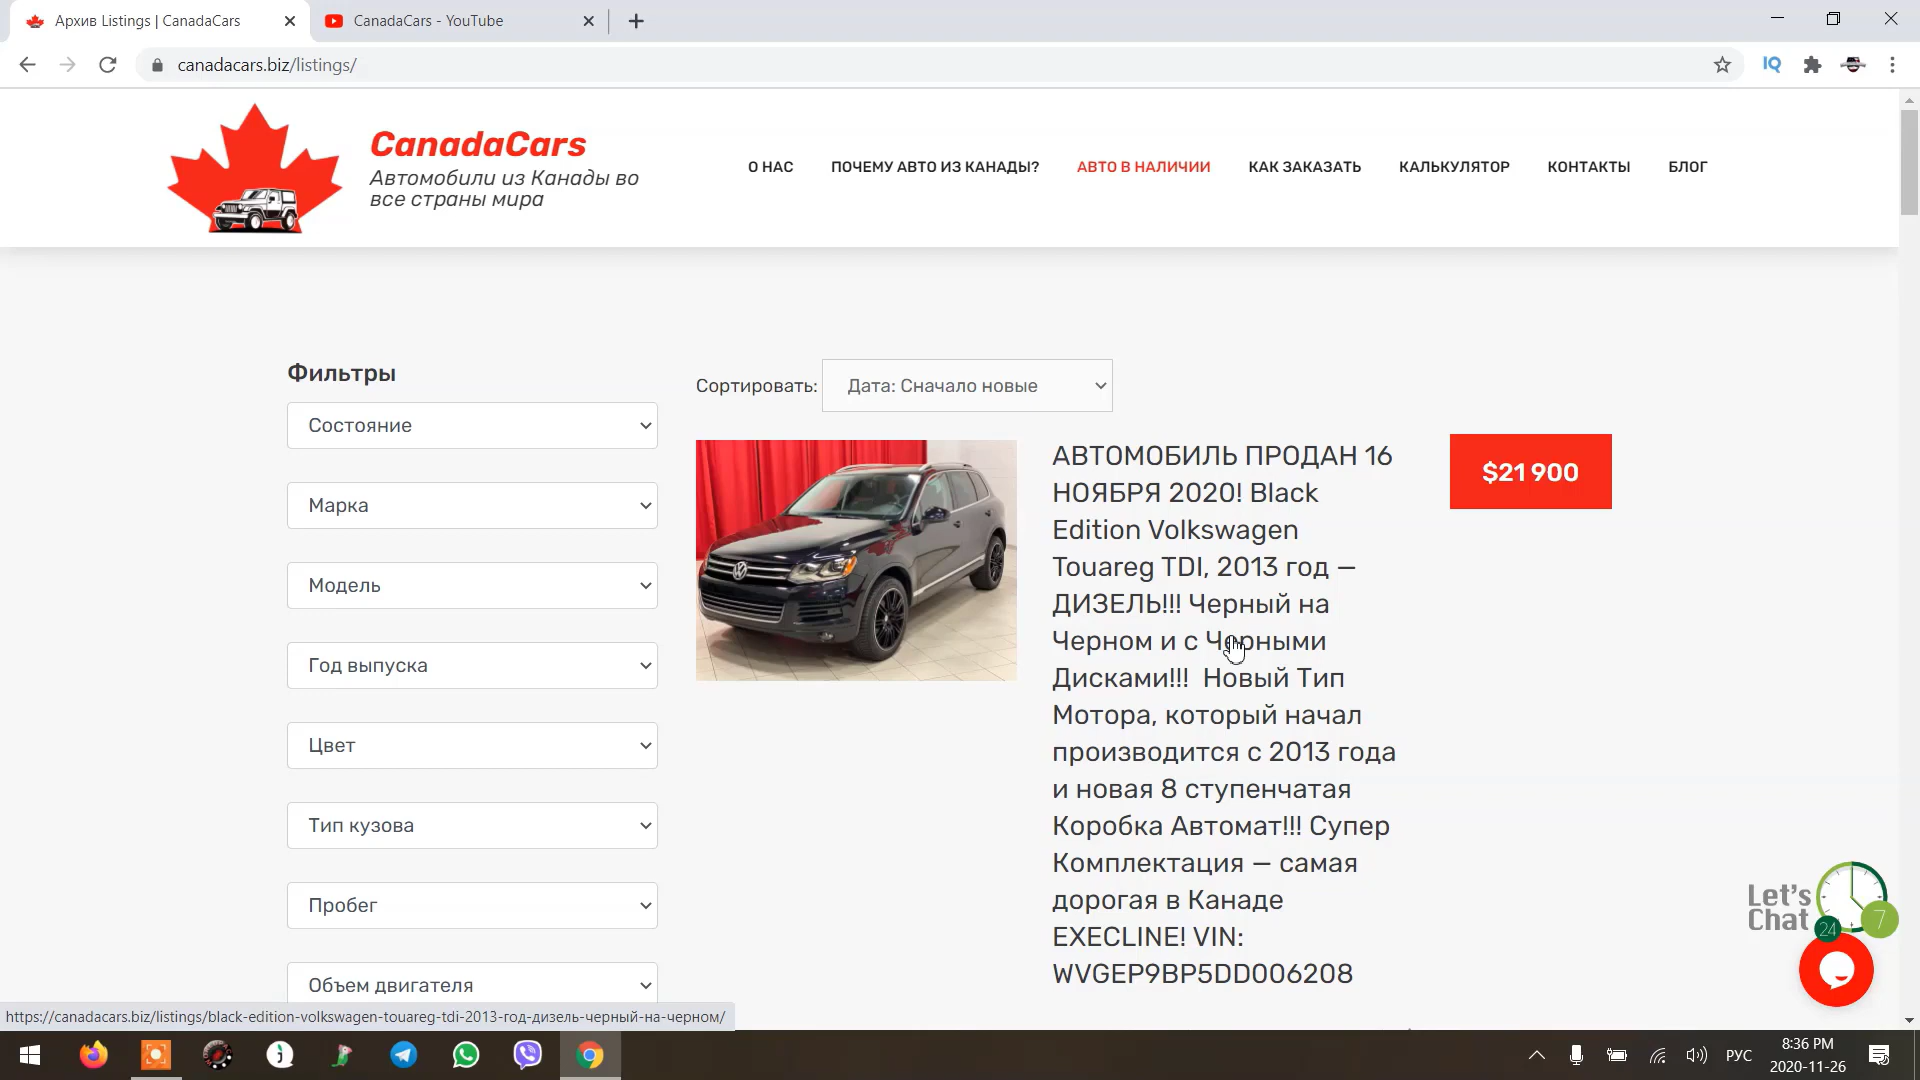 Архив Listings | CanadaCars
CanadaCars - YouTube
canadacars.biz/listings/
IQ
CanadaCars
Автомобили из Канады во
все страны мира
О НАС
ПОЧЕМУ АВТО ИЗ КАНАДЫ?
АВТО В НАЛИЧИИ
КАК ЗАКАЗАТЬ
КАЛЬКУЛЯТОР
КОНТАКТЫ
БЛОГ
Фильтры
Состояние
Марка
Модель
Год выпуска
Цвет
Тип кузова
Пробег
Объем двигателя
Сортировать:
Дата: Сначало новые
АВТОМОБИЛЬ ПРОДАН 16
НОЯБРЯ 2020! Black
Edition Volkswagen
Touareg TDI, 2013 год —
ДИЗЕЛЬ!!! Черный на
Черном и с Черными
Дисками!!! Новый Тип
Мотора, который начал
производится с 2013 года
и новая 8 ступенчатая
Коробка Автомат!!! Супер
Комплектация — самая
дорогая в Канаде
EXECLINE! VIN:
WVGEP9BP5DD006208
$21 900
Let's
Chat
24
7
https://canadacars.biz/listings/black-edition-volkswagen-touareg-tdi-2013-год-дизель-черный-на-черном/
РУС
8:36 PM
2020-11-26